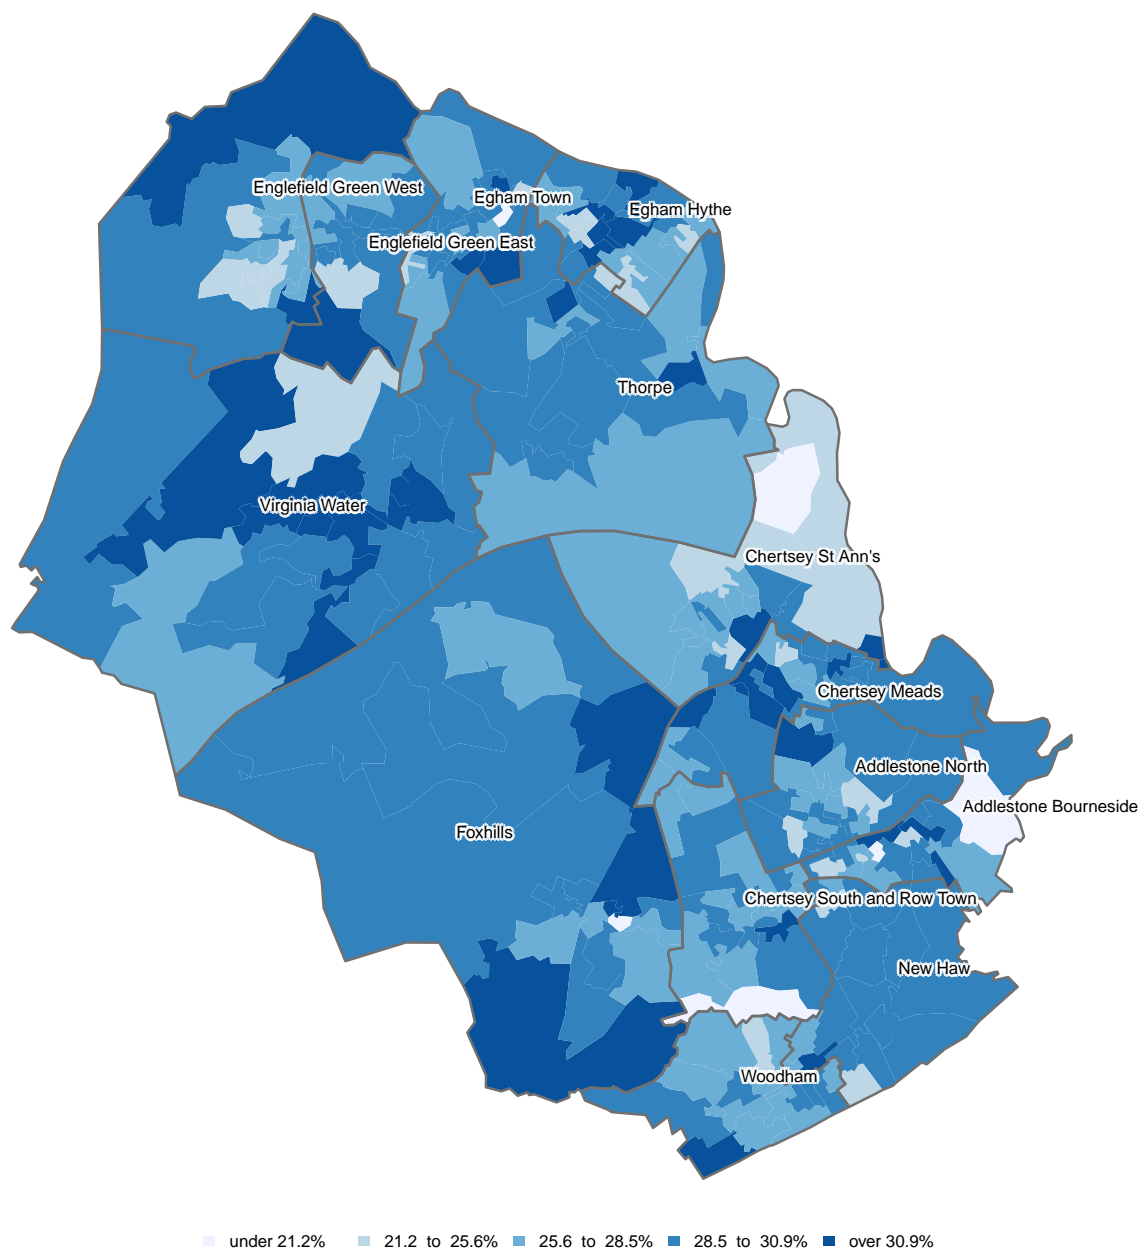 Englefield Green West
Egham Town
Egham Hythe
Englefield Green East
Thorpe
Virginia Water
Chertsey St Ann's
Chertsey Meads
Addlestone North
Addlestone Bourneside
Foxhills
Chertsey South and Row Town
New Haw
Woodham
under 21.2% 21.2 to 25.6% 25.6 to 28.5% 28.5 to 30.9% over 30.9%